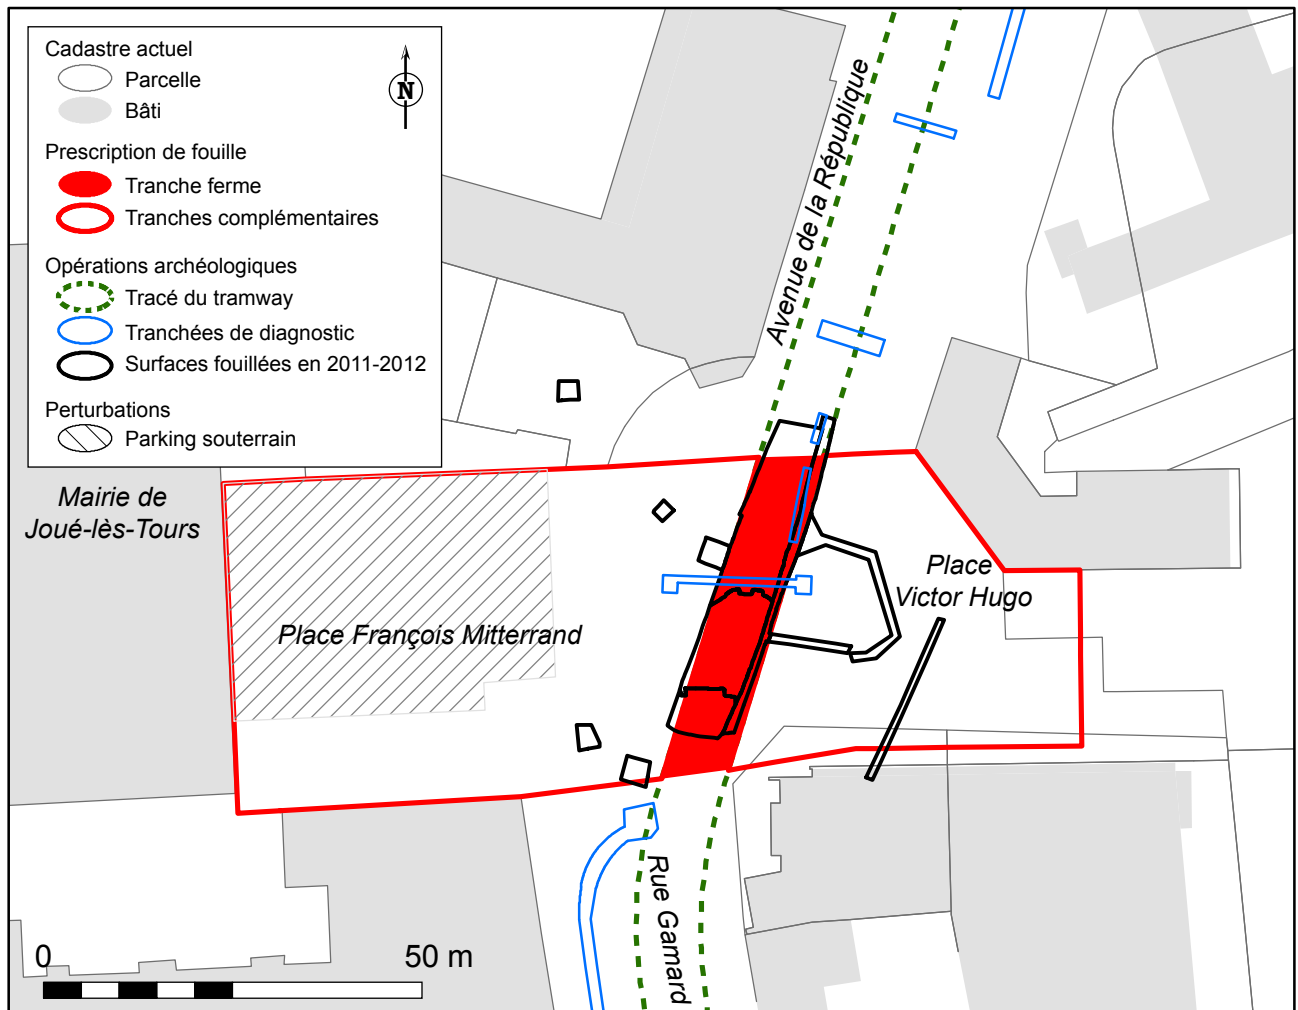 Cadastre actuel
Parcelle
Bâti
Prescription de fouille
Tranche ferme
Tranches complémentaires
Opérations archéologiques
Tracé du tramway
Tranchées de diagnostic
Surfaces fouillées en 2011-2012
Perturbations
Parking souterrain
N
Avenue de la République
Mairie de
Joué-lès-Tours
Place François Mitterrand
Place
Victor Hugo
Rue Gamard
0
50 m